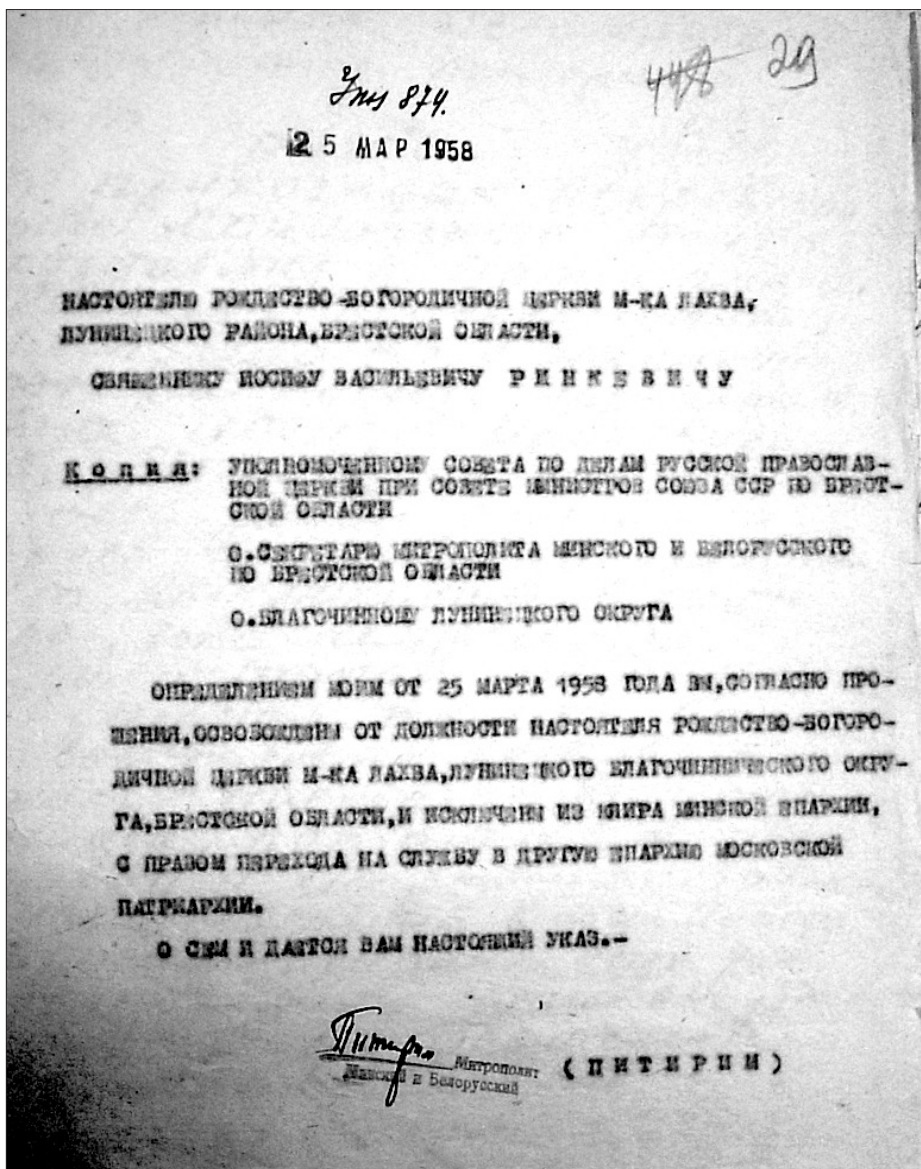 874.
25 МАР 1958
448 29
НАСТОЯТЕЛЮ РОЖДЕСТВО-БОГОРОДИЧНОЙ ЦЕРКВИ М-КА ЛАХВА,
ЛУНИНЕЦКОГО РАЙОНА,БРЕСТСКОЙ ОБЛАСТИ,
СВЯЩЕННИКУ ИОСИФУ ВАСИЛЬЕВИЧУ Р И Н К Е В И Ч У
К о п и я: УПОЛНОМОЧЕННОМУ СОВЕТА ПО ДЕЛАМ РУССКОЙ ПРАВОСЛАВ-
НОЙ ЦЕРКВИ ПРИ СОВЕТЕ МИНИСТРОВ СОЮЗА ССР ПО БРЕСТ-
СКОЙ ОБЛАСТИ
О.СЕКРЕТАРЮ МИТРОПОЛИТА МИНСКОГО И БЕЛОРУССКОГО
ПО БРЕСТСКОЙ ОБЛАСТИ
О.БЛАГОЧИННОМУ ЛУНИНЕЦКОГО ОКРУГА
ОПРЕДЕЛЕНИЕМ МОИМ ОТ 25 МАРТА 1958 ГОДА ВЫ,СОГЛАСНО ПРО-
ШЕНИЯ,ОСВОБОЖДЕНЫ ОТ ДОЛЖНОСТИ НАСТОЯТЕЛЯ РОЖДЕСТВО-БОГОРО-
ДИЧНОЙ ЦЕРКВИ М-КА ЛАХВА,ЛУНИНЕЦКОГО БЛАГОЧИННИЧЕСКОГО ОКРУ-
ГА,БРЕСТСКОЙ ОБЛАСТИ,И ИСКЛЮЧЕНЫ ИЗ КЛИРА МИНСКОЙ ЕПАРХИИ,
С ПРАВОМ ПЕРЕХОДА НА СЛУЖБУ В ДРУГУЮ ЕПАРХИЮ МОСКОВСКОЙ
ПАТРИАРХИИ.
О СЕМ И ДАЕТСЯ ВАМ НАСТОЯЩИЙ УКАЗ.-
Питирим Митрополит (П И Т И Р И М)
Минский и Белорусский